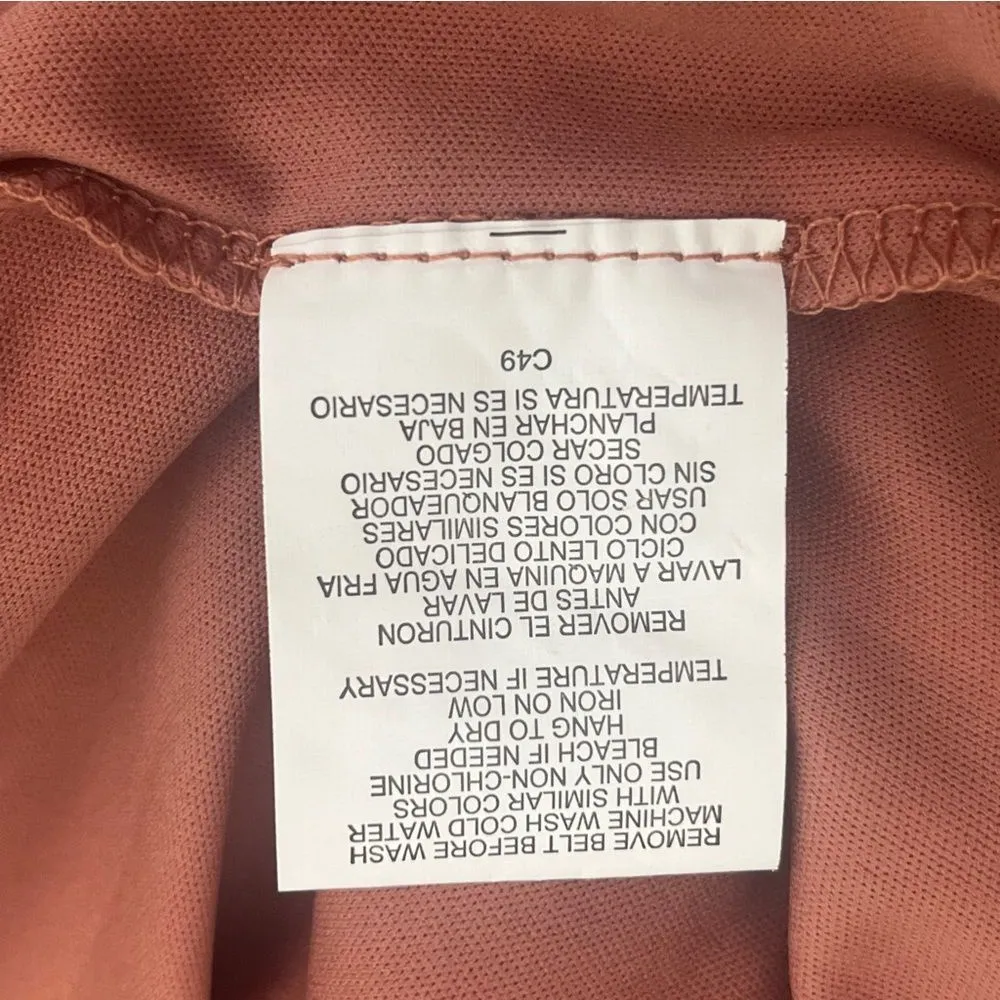 REMOVE BELT BEFORE WASH
MACHINE WASH COLD WATER
WITH SIMILAR COLORS
USE ONLY NON-CHLORINE
BLEACH IF NEEDED
HANG TO DRY
IRON ON LOW
TEMPERATURE IF NECESSARY
REMOVER EL CINTURON
ANTES DE LAVAR
LAVAR A MAQUINA EN AGUA FRIA
CICLO LENTO DELICADO
CON COLORES SIMILARES
USAR SOLO BLANQUEADOR
SIN CLORO SI ES NECESARIO
SECAR COLGADO
PLANCHAR EN BAJA
TEMPERATURA SI ES NECESARIO
C49